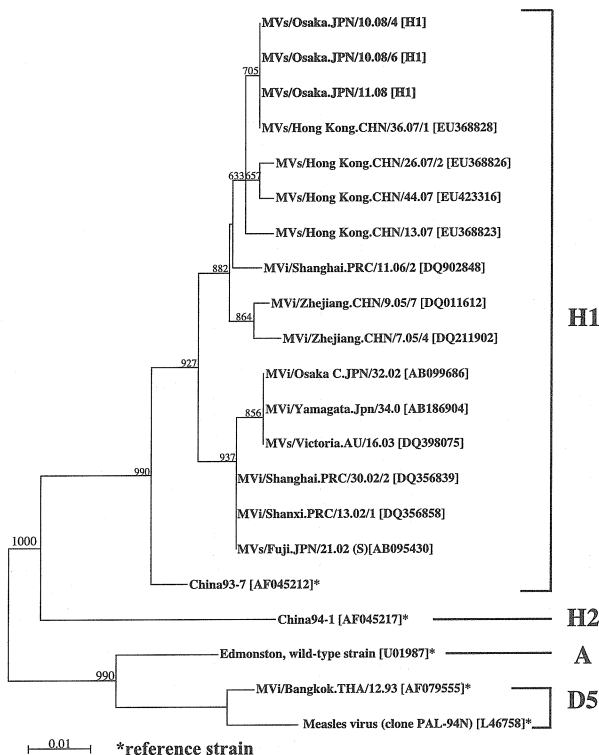 MVs/Osaka.JPN/10.08/4 [H1]
MVs/Osaka.JPN/10.08/6 [H1]
705
MVs/Osaka.JPN/11.08 [H1]
MVs/Hong Kong.CHN/36.07/1 [EU368828]
MVs/Hong Kong.CHN/26.07/2 [EU368826]
633
657
MVs/Hong Kong.CHN/44.07 [EU423316]
MVs/Hong Kong.CHN/13.07 [EU368823]
882
MVi/Shanghai.PRC/11.06/2 [DQ902848]
MVi/Zhejiang.CHN/9.05/7 [DQ011612]
H1
864
MVi/Zhejiang.CHN/7.05/4 [DQ211902]
927
MVi/Osaka C.JPN/32.02 [AB099686]
MVi/Yamagata.Jpn/34.0 [AB186904]
856
MVs/Victoria.AU/16.03 [DQ398075]
937
990
MVi/Shanghai.PRC/30.02/2 [DQ356839]
MVi/Shanxi.PRC/13.02/1 [DQ356858]
1000
MVs/Fuji.JPN/21.02 (S)[AB095430]
China93-7 [AF045212]*
China94-1 [AF045217]*
H2
Edmonston, wild-type strain [U01987]*
A
990
MVi/Bangkok.THA/12.93 [AF079555]*
D5
Measles virus (clone PAL-94N) [L46758]*
0.01
*reference strain